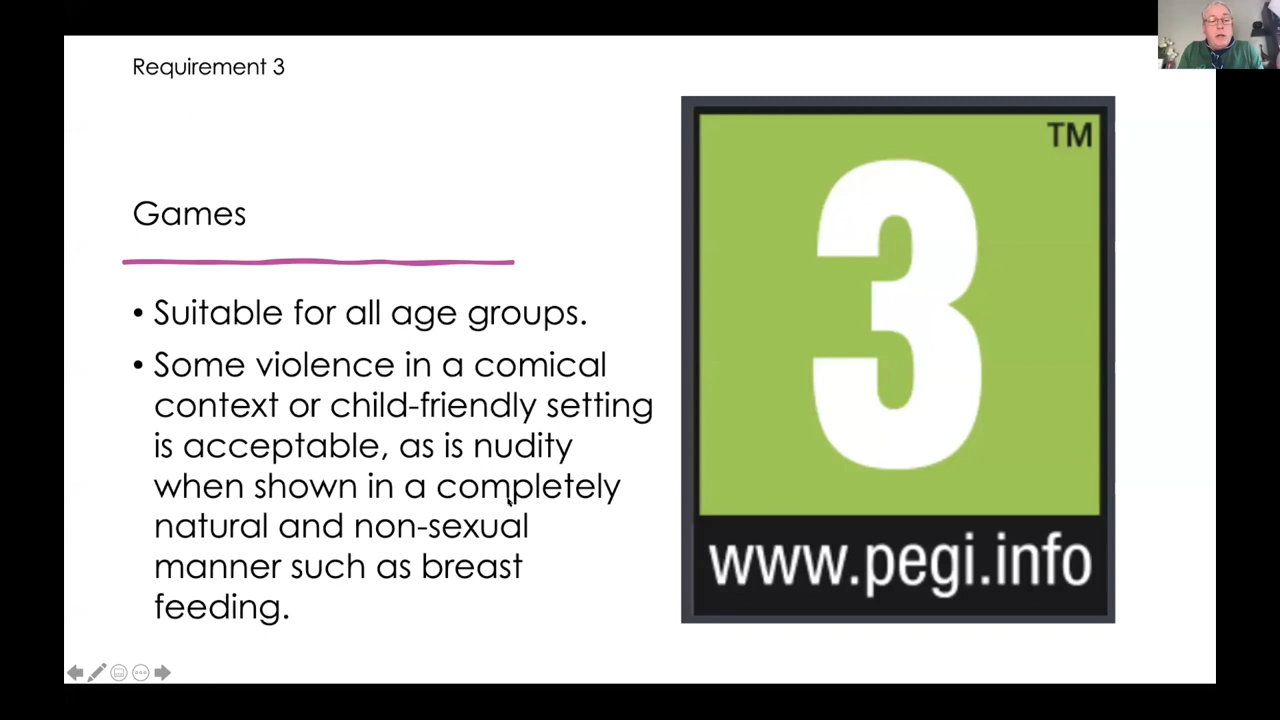 Requirement 3
Games
• Suitable for all age groups.
• Some violence in a comical
context or child-friendly setting
is acceptable, as is nudity
when shown in a completely
natural and non-sexual
manner such as breast
feeding.
TM
3
www.pegi.info